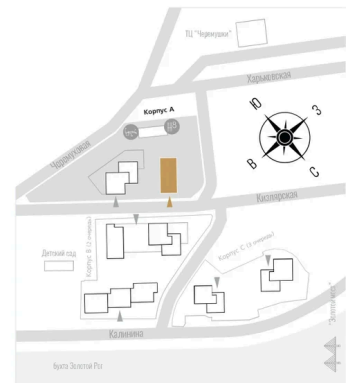 ТЦ "Черемушки"
Харьковская
Корпус А
Черемуховая
Ю
З
В
С
Кизлярская
Детский сад
Корпус В (2 очередь)
Корпус С (3 очередь)
Калинина
"Золотой мост"
Бухта Золотой Рог